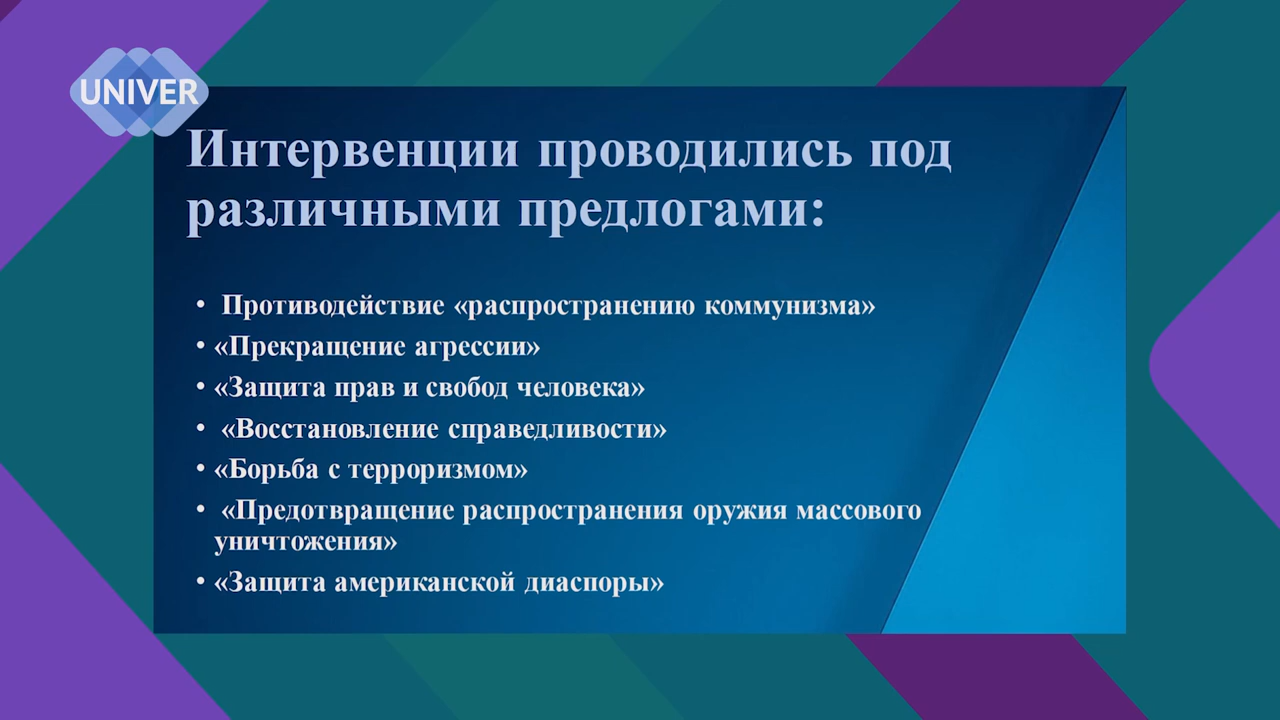 UNIVER
Интервенции проводились под
различными предлогами:
• Противодействие «распространению коммунизма»
• «Прекращение агрессии»
• «Защита прав и свобод человека»
• «Восстановление справедливости»
• «Борьба с терроризмом»
• «Предотвращение распространения оружия массового
уничтожения»
• «Защита американской диаспоры»